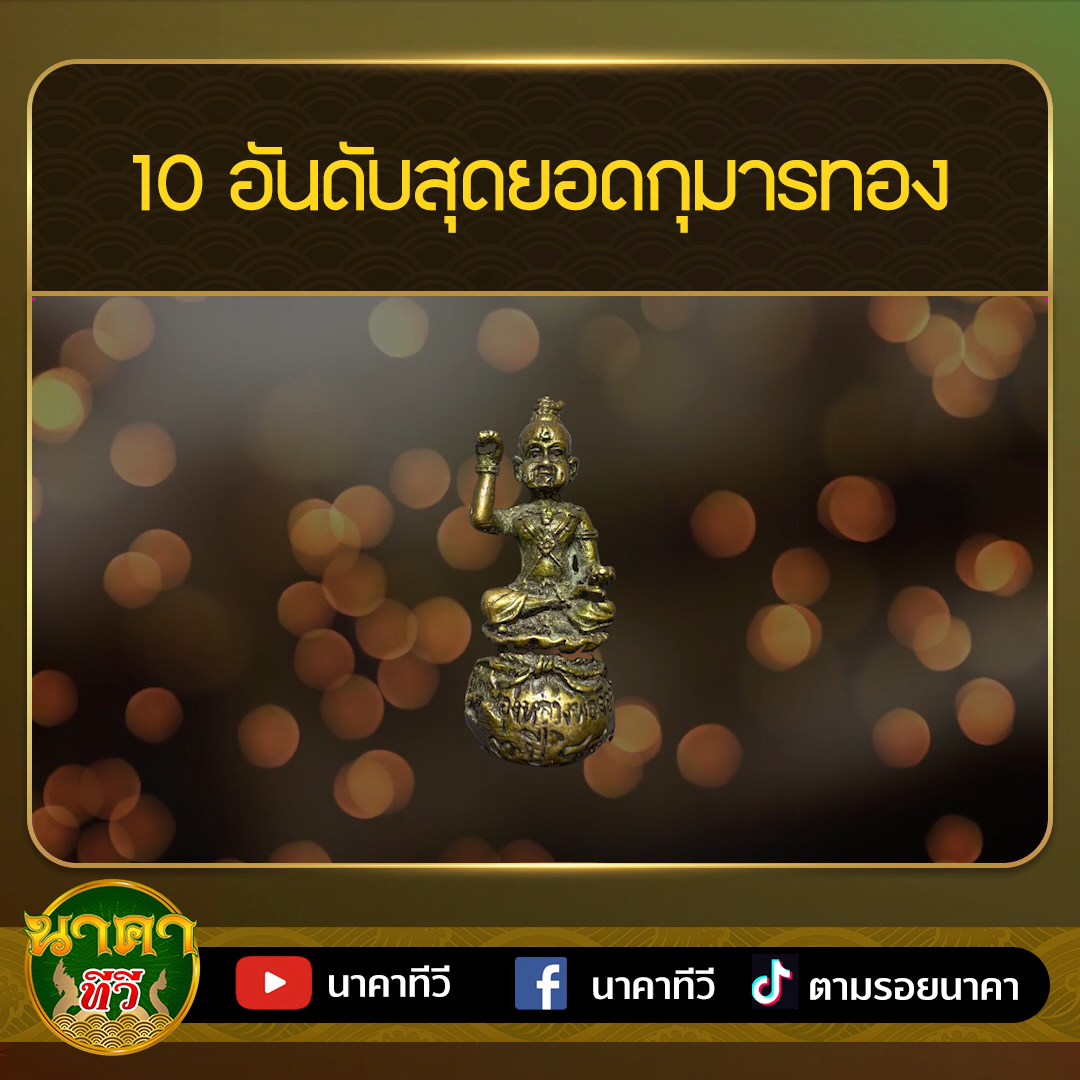 10 อันดับสุดยอดกุมารทอง
นาคา
ทีวี
นาคาทีวี
นาคาทีวี
ตามรอยนาคา